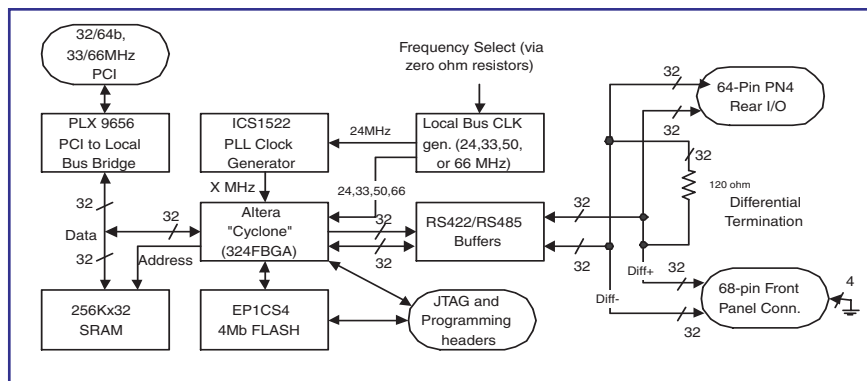 32/64b,
33/66MHz
PCI
Frequency Select (via
zero ohm resistors)
32
64-Pin PN4
Rear I/O
32
PLX 9656
PCI to Local
Bus Bridge
ICS1522
PLL Clock
Generator
24MHz
Local Bus CLK
gen. (24,33,50,
or 66 MHz)
32
120 ohm
Differential
Termination
X MHz
24,33,50,66
32
Data
32
32
Address
Altera
"Cyclone"
(324FBGA)
32
32
RS422/RS485
Buffers
32
32
Diff+
32
Diff-
68-pin Front
Panel Conn.
4
32
256Kx32
SRAM
EP1CS4
4Mb FLASH
JTAG and
Programming
headers